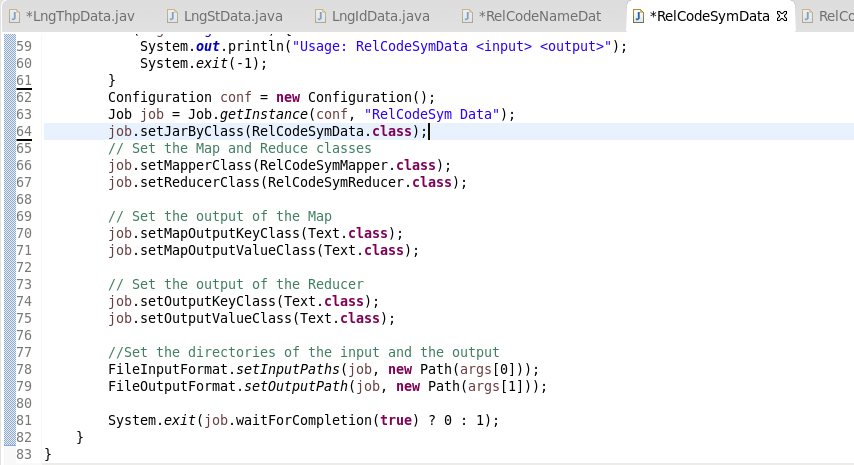 *LngThpData.jav LngStData.java LngIdData.java *RelCodeNameDat *RelCodeSymData RelCo
59 System.out.println("Usage: RelCodeSymData <input> <output>");
60 System.exit(-1);
61 }
62 Configuration conf = new Configuration();
63 Job job = Job.getInstance(conf, "RelCodeSym Data");
64 job.setJarByClass(RelCodeSymData.class);
65 // Set the Map and Reduce classes
66 job.setMapperClass(RelCodeSymMapper.class);
67 job.setReducerClass(RelCodeSymReducer.class);
68
69 // Set the output of the Map
70 job.setMapOutputKeyClass(Text.class);
71 job.setMapOutputValueClass(Text.class);
72
73 // Set the output of the Reducer
74 job.setOutputKeyClass(Text.class);
75 job.setOutputValueClass(Text.class);
76
77 //Set the directories of the input and the output
78 FileInputFormat.setInputPaths(job, new Path(args[0]));
79 FileOutputFormat.setOutputPath(job, new Path(args[1]));
80
81 System.exit(job.waitForCompletion(true) ? 0 : 1);
82 }
83 }